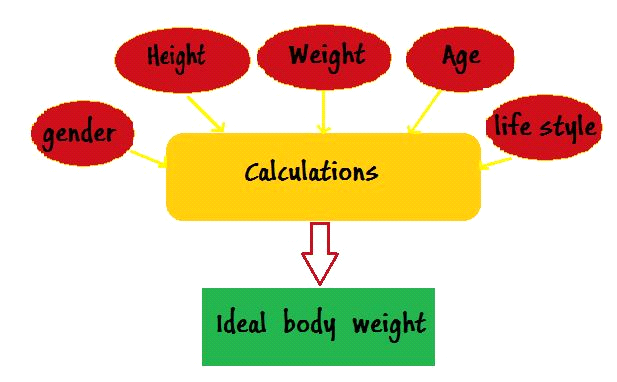 Height
Weight
Age
gender
life style
Calculations
Ideal body weight